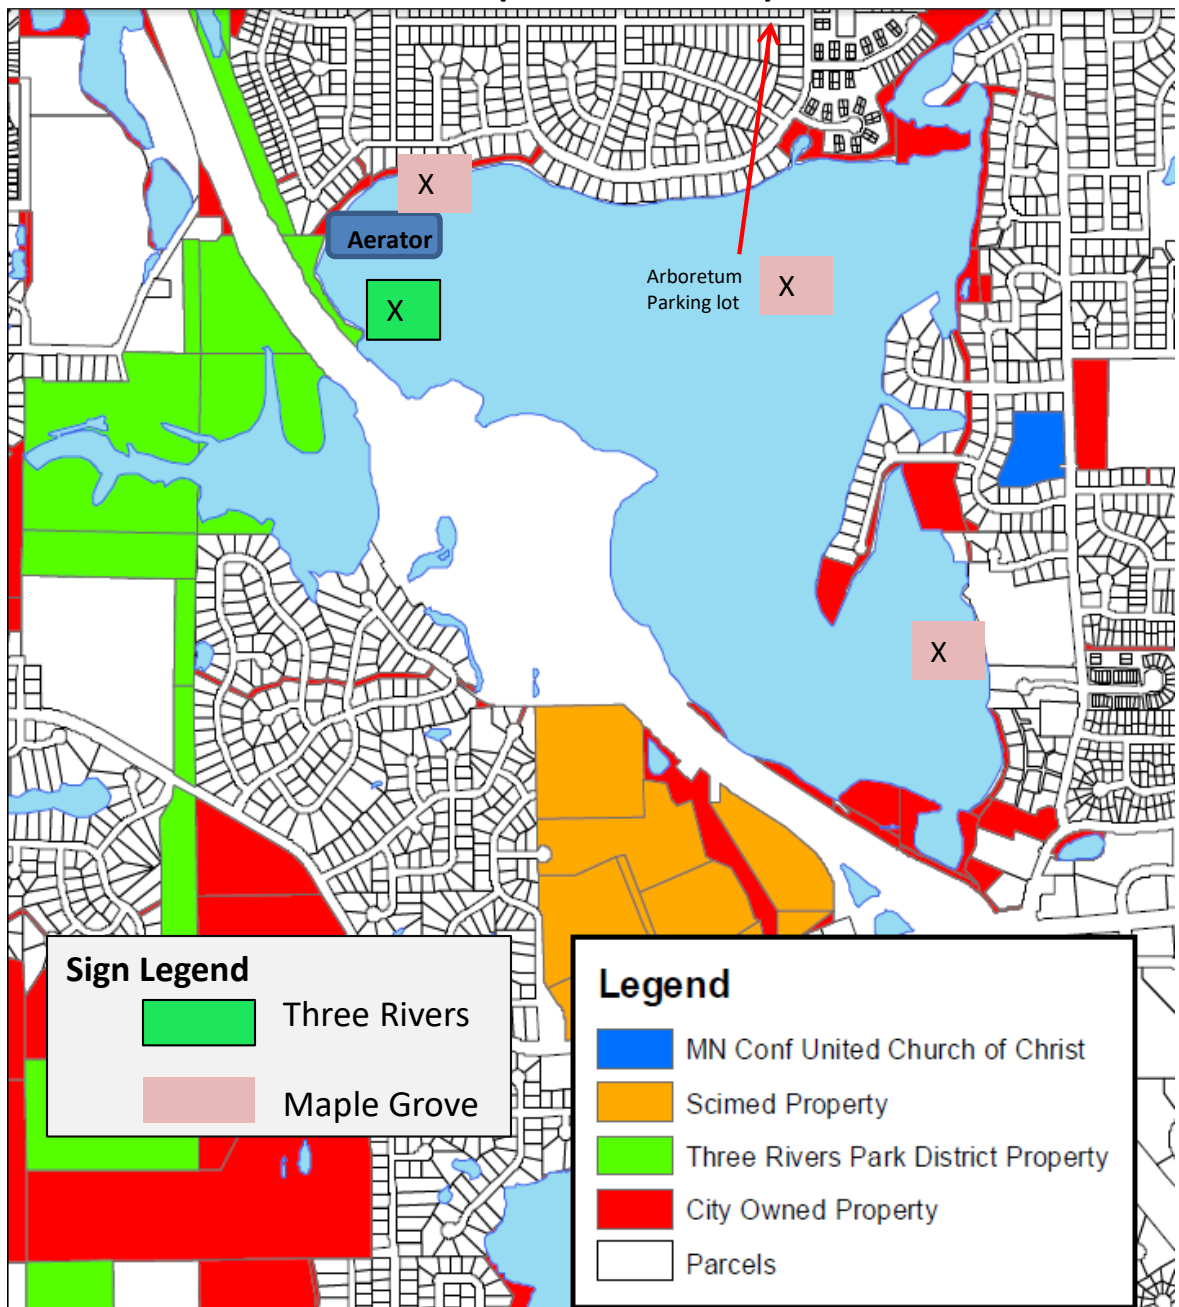 X
Aerator
X
Arboretum
Parking lot
X
X
Sign Legend
Three Rivers
Maple Grove
Legend
MN Conf United Church of Christ
Scimed Property
Three Rivers Park District Property
City Owned Property
Parcels